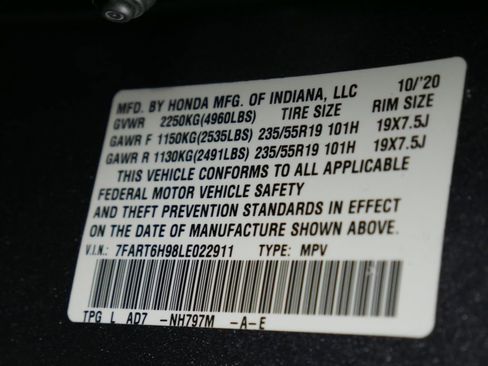 MFD. BY HONDA MFG. OF INDIANA, LLC 10/'20
GVWR 2250KG(4960LBS) TIRE SIZE RIM SIZE
GAWR F 1150KG(2535LBS) 235/55R19 101H 19X7.5J
GAWR R 1130KG(2491LBS) 235/55R19 101H 19X7.5J
THIS VEHICLE CONFORMS TO ALL APPLICABLE
FEDERAL MOTOR VEHICLE SAFETY
AND THEFT PREVENTION STANDARDS IN EFFECT
ON THE DATE OF MANUFACTURE SHOWN ABOVE.
V.I.N.: 7FART6H98LE022911 TYPE: MPV
TPG L AD7 -NH797M -A-E